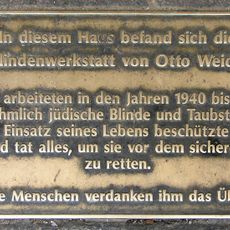 In diesem Haus befand sich die
lindenwerkstatt von Otto Weid
arbeiteten in den Jahren 1940 bis
hmlich jüdische Blinde und Taubst
Einsatz seines Lebens beschützte
d tat alles, um sie vor dem sicher
zu retten.
e Menschen verdanken ihm das Üb